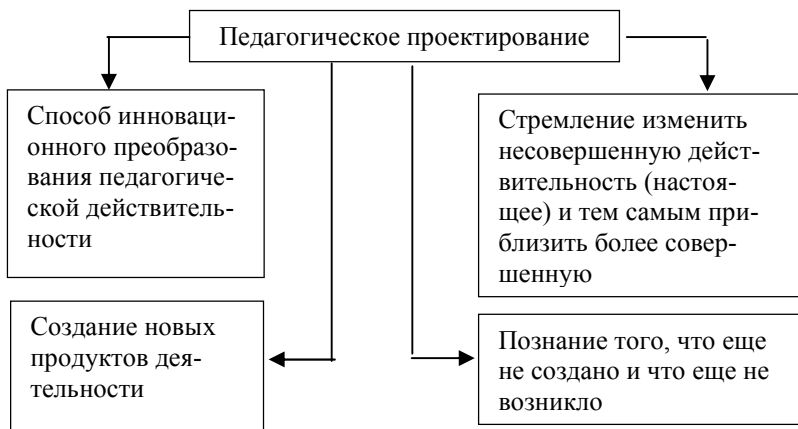 Педагогическое проектирование
Способ инноваци-
онного преобразо-
вания педагогиче-
ской действитель-
ности
Стремление изменить
несовершенную дейст-
вительность (настоя-
щее) и тем самым при-
близить более совер-
шенную
Создание новых
продуктов дея-
тельности
Познание того, что еще
не создано и что еще не
возникло